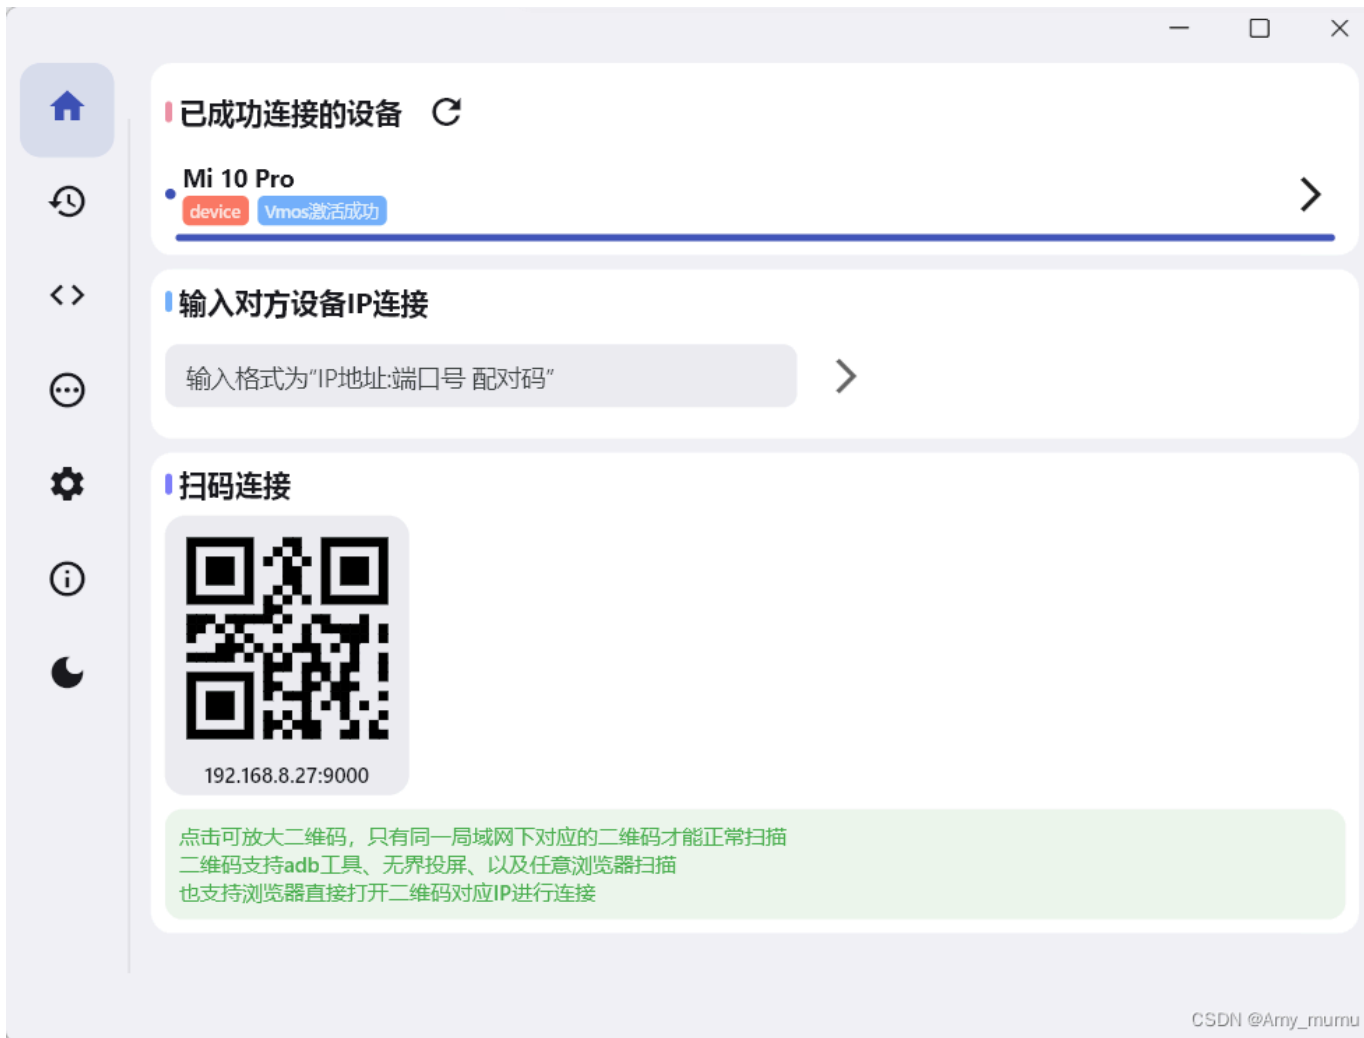 已成功连接的设备
Mi 10 Pro
device Vmos激活成功
输入对方设备IP连接
输入格式为“IP地址:端口号 配对码”
扫码连接
192.168.8.27:9000
点击可放大二维码，只有同一局域网下对应的二维码才能正常扫描
二维码支持adb工具、无界投屏、以及任意浏览器扫描
也支持浏览器直接打开二维码对应IP进行连接
CSDN @Amy_mumu